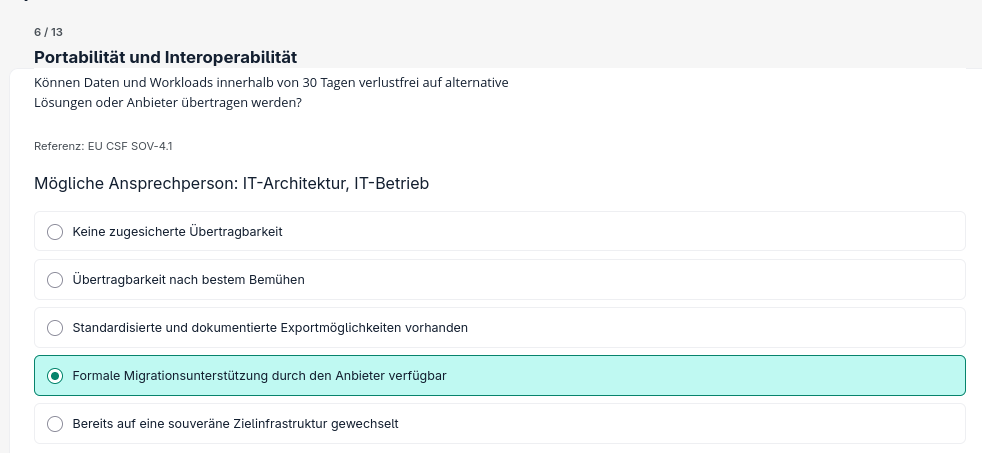 6 / 13
Portabilität und Interoperabilität
Können Daten und Workloads innerhalb von 30 Tagen verlustfrei auf alternative
Lösungen oder Anbieter übertragen werden?
Referenz: EU CSF SOV-4.1
Mögliche Ansprechperson: IT-Architektur, IT-Betrieb
Keine zugesicherte Übertragbarkeit
Übertragbarkeit nach bestem Bemühen
Standardisierte und dokumentierte Exportmöglichkeiten vorhanden
Formale Migrationsunterstützung durch den Anbieter verfügbar
Bereits auf eine souveräne Zielinfrastruktur gewechselt